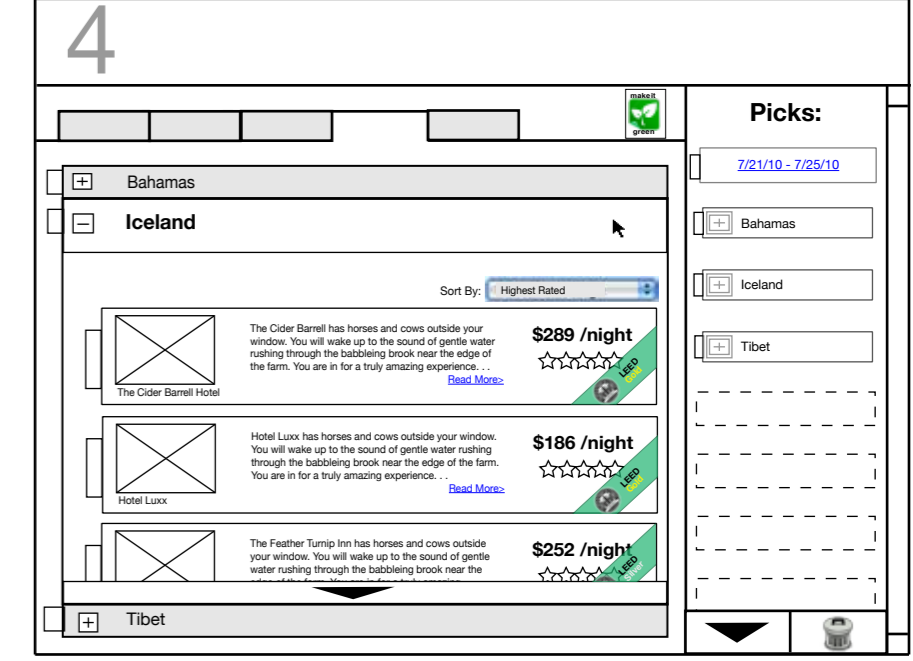 4
make it
green
Picks:
7/21/10 - 7/25/10
Bahamas
Iceland
Tibet
Bahamas
Iceland
Sort By: Highest Rated
The Cider Barrell has horses and cows outside your
window. You will wake up to the sound of gentle water
rushing through the babbleing brook near the edge of
the farm. You are in for a truly amazing experience. . .
Read More>
The Cider Barrell Hotel
$289 /night
LEED
Gold
Hotel Luxx has horses and cows outside your window.
You will wake up to the sound of gentle water rushing
through the babbleing brook near the edge of the farm.
You are in for a truly amazing experience. . .
Read More>
Hotel Luxx
$186 /night
LEED
Gold
The Feather Turnip Inn has horses and cows outside
your window. You will wake up to the sound of gentle
water rushing through the babbleing brook near the
$252 /night
LEED
Silver
Tibet